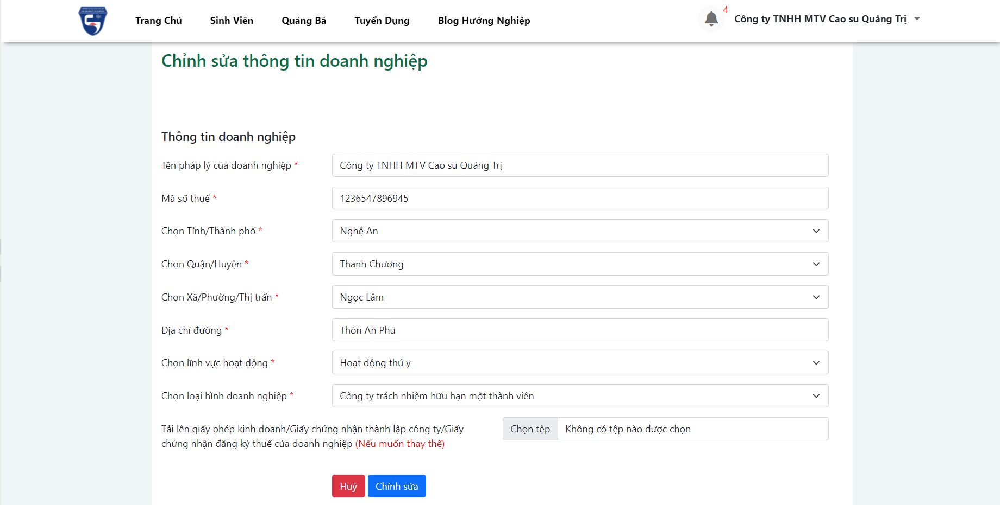 Trang Chủ Sinh Viên Quảng Bá Tuyển Dụng Blog Hướng Nghiệp 4 Công ty TNHH MTV Cao su Quảng Trị
Chỉnh sửa thông tin doanh nghiệp
Thông tin doanh nghiệp
Tên pháp lý của doanh nghiệp * Công ty TNHH MTV Cao su Quảng Trị
Mã số thuế * 1236547896945
Chọn Tỉnh/Thành phố * Nghệ An
Chọn Quận/Huyện * Thanh Chương
Chọn Xã/Phường/Thị trấn * Ngọc Lâm
Địa chỉ đường * Thôn An Phú
Chọn lĩnh vực hoạt động * Hoạt động thú y
Chọn loại hình doanh nghiệp * Công ty trách nhiệm hữu hạn một thành viên
Tải lên giấy phép kinh doanh/Giấy chứng nhận thành lập công ty/Giấy Chọn tệp Không có tệp nào được chọn
chứng nhận đăng ký thuế của doanh nghiệp (Nếu muốn thay thế)
Huỷ Chỉnh sửa